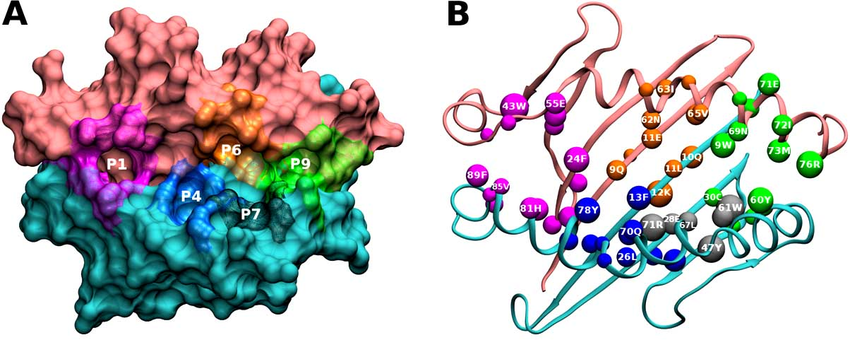 A
P1
P6
P9
P4
P7
B
43W
55E
63I
62N
65V
71E
11E
69N
72I
9W
73M
76R
24F
10Q
11L
9Q
89F
85V
12K
13F
30C
60Y
81H
78Y
61W
28E
71R
67L
70Q
47Y
26L